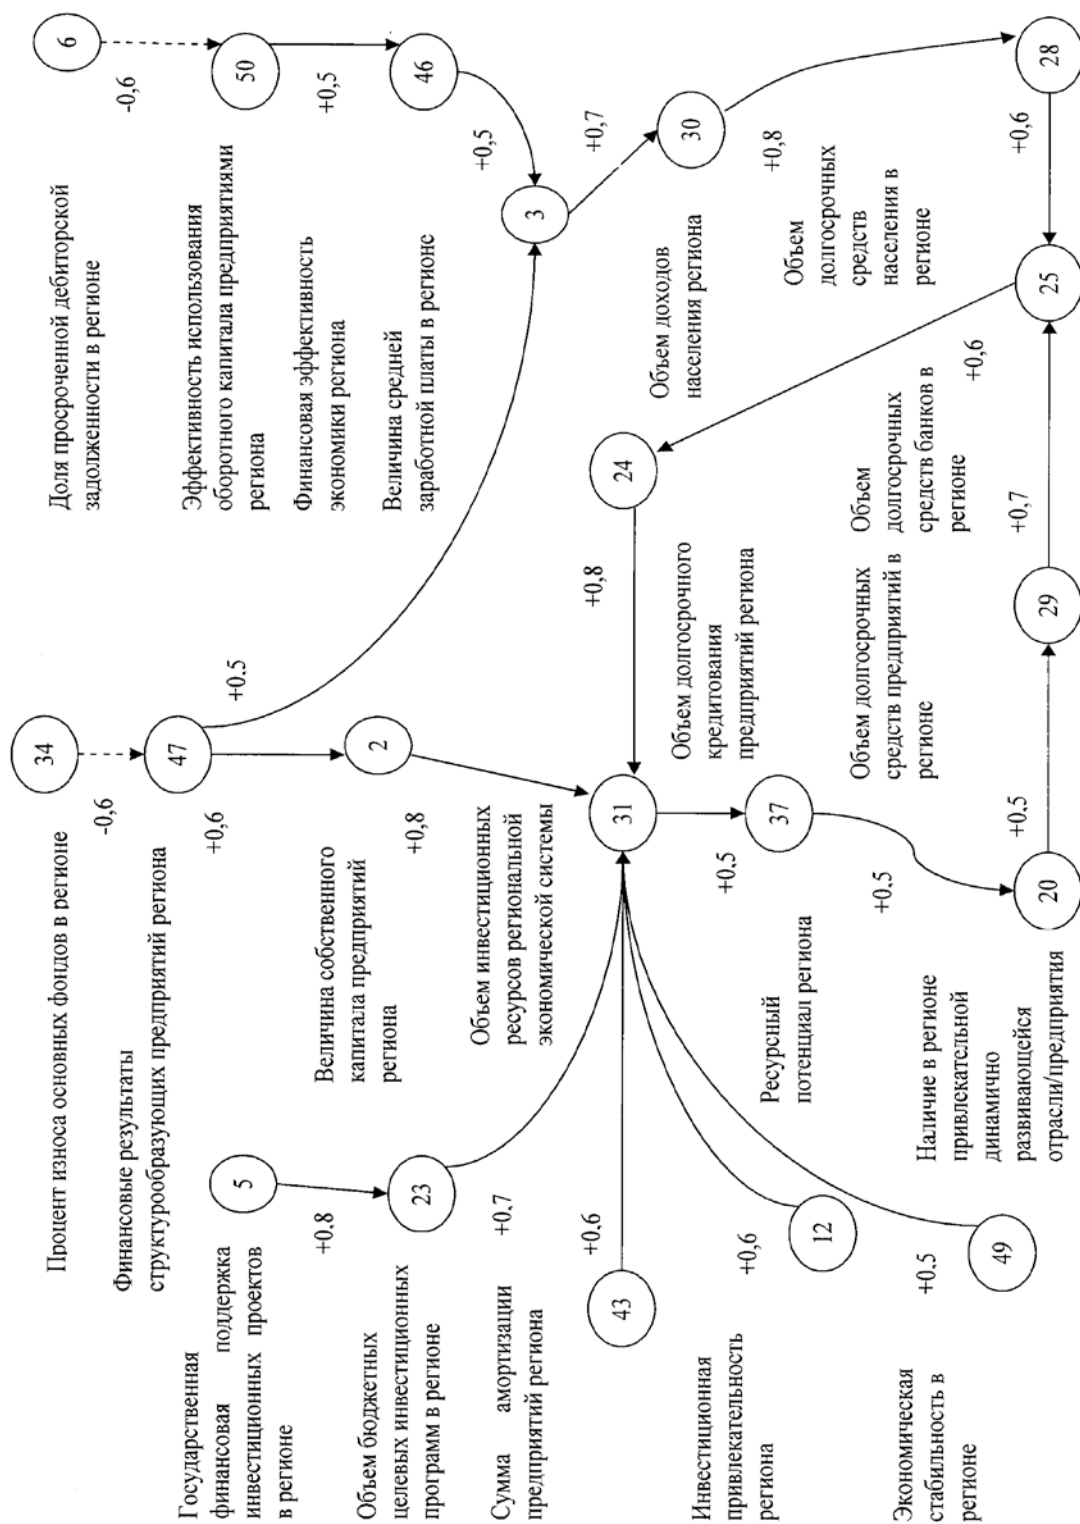 Процент износа основных фондов в регионе
34
-0,6
Финансовые результаты
структурообразующих предприятий региона
47
+0,6
+0.5
Доля просроченной дебиторской
задолженности в регионе
6
-0,6
Эффективность использования
оборотного капитала предприятиями
региона
50
+0,5
Финансовая эффективность
экономики региона
46
+0,5
Величина средней
заработной платы в регионе
3
+0,7
Государственная
финансовая поддержка
инвестиционных проектов
в регионе
5
+0.8
Величина собственного
капитала предприятий
региона
2
+0,8
Объем бюджетных
целевых инвестиционных
программ в регионе
23
+0,7
Объем инвестиционных
ресурсов региональной
экономической системы
31
+0.5
Сумма амортизации
предприятий региона
43
+0,6
24
+0,8
Объем доходов
населения региона
30
+0,8
Объем долгосрочного
кредитования
предприятий региона
Инвестиционная
привлекательность
региона
12
+0,6
Ресурсный
потенциал региона
37
+0.5
Объем
долгосрочных
средств
населения в
регионе
28
+0,6
Объем долгосрочных
средств предприятий в
регионе
29
+0,7
Объем
долгосрочных
средств банков в
регионе
25
+0,6
Экономическая
стабильность в
регионе
49
+0.5
Наличие в регионе
привлекательной
динамично
развивающейся
отрасли/предприятия
20
+0.5